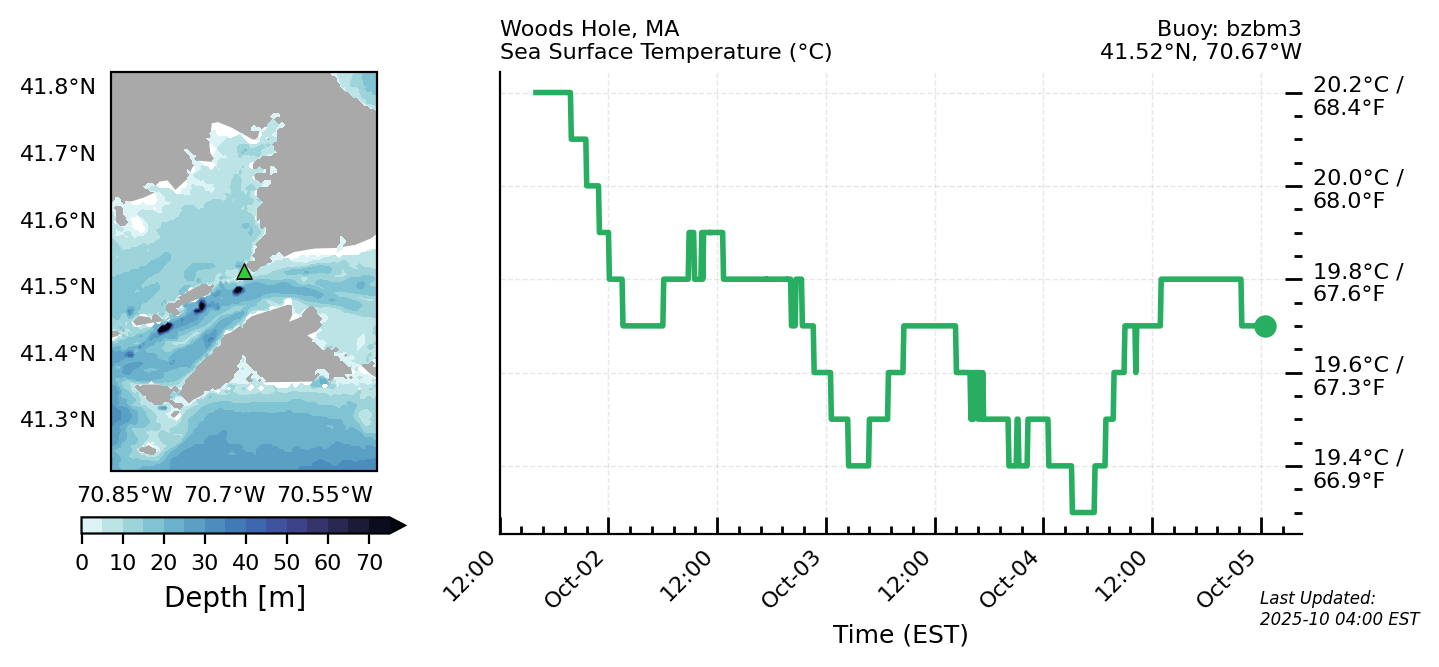 Woods Hole, MA
Sea Surface Temperature (°C)
Buoy: bzbm3
41.52°N, 70.67°W
41.8°N
41.7°N
41.6°N
41.5°N
41.4°N
41.3°N
70.85°W 70.7°W 70.55°W
0 10 20 30 40 50 60 70
Depth [m]
20.2°C /
68.4°F
20.0°C /
68.0°F
19.8°C /
67.6°F
19.6°C /
67.3°F
19.4°C /
66.9°F
12:00 Oct-02 12:00 Oct-03 12:00 Oct-04 12:00 Oct-05
Time (EST)
Last Updated:
2025-10 04:00 EST